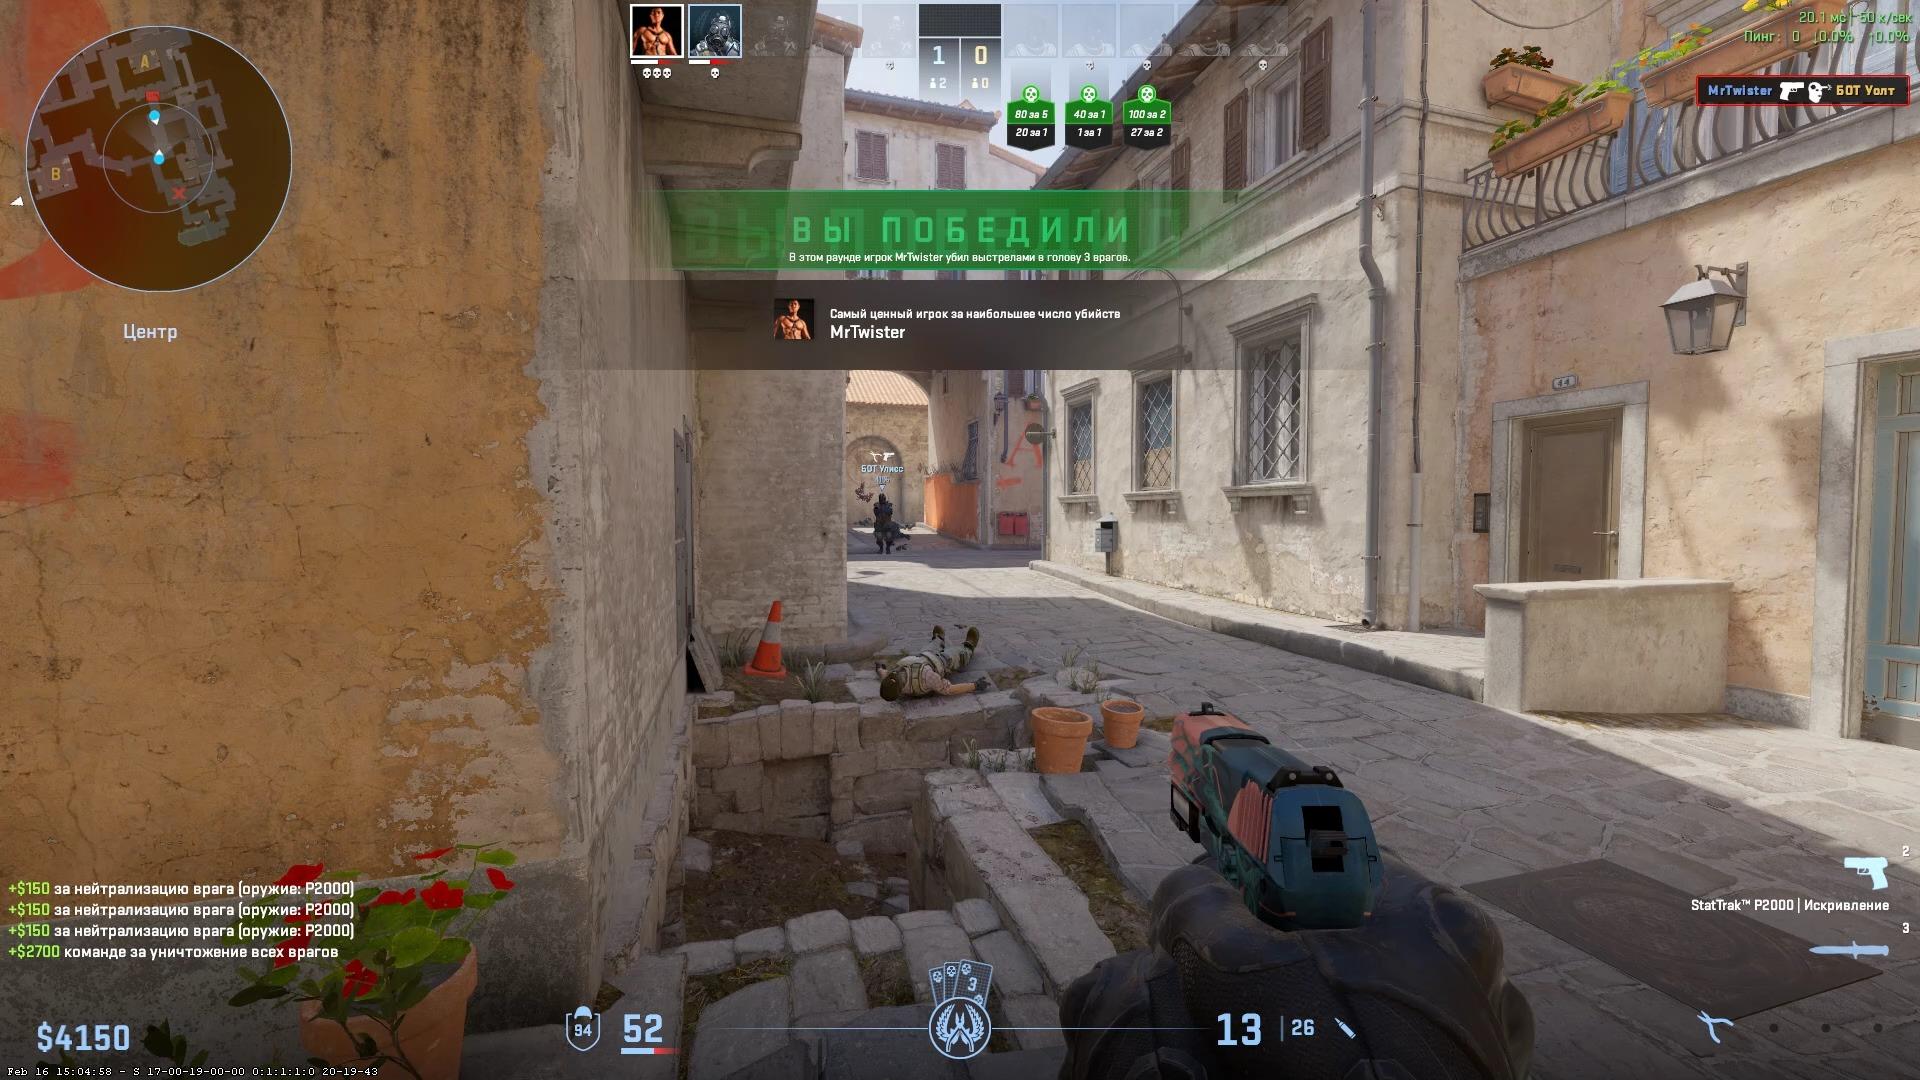 A
B
Центр
1
0
2
0
80 за 5
20 за 1
40 за 1
1 за 1
100 за 2
27 за 2
20.1 мс | ~50 к/сек
Пинг: 0 ↓0.0% ↑0.0%
MrTwister БОТ Уолт
ВЫ ПОБЕДИЛИ
В этом раунде игрок MrTwister убил выстрелами в голову 3 врагов.
Самый ценный игрок за наибольшее число убийств
MrTwister
44
БОТ Улисс
A
+$150 за нейтрализацию врага (оружие: P2000)
+$150 за нейтрализацию врага (оружие: P2000)
+$150 за нейтрализацию врага (оружие: P2000)
+$2700 команде за уничтожение всех врагов
2
StatTrak™ P2000 | Искривление
3
$4150
94
52
3
13 | 26
Feb 16 15:04:58 - S 17-00-19-00-00 0:1:1:1:0 20-19-43